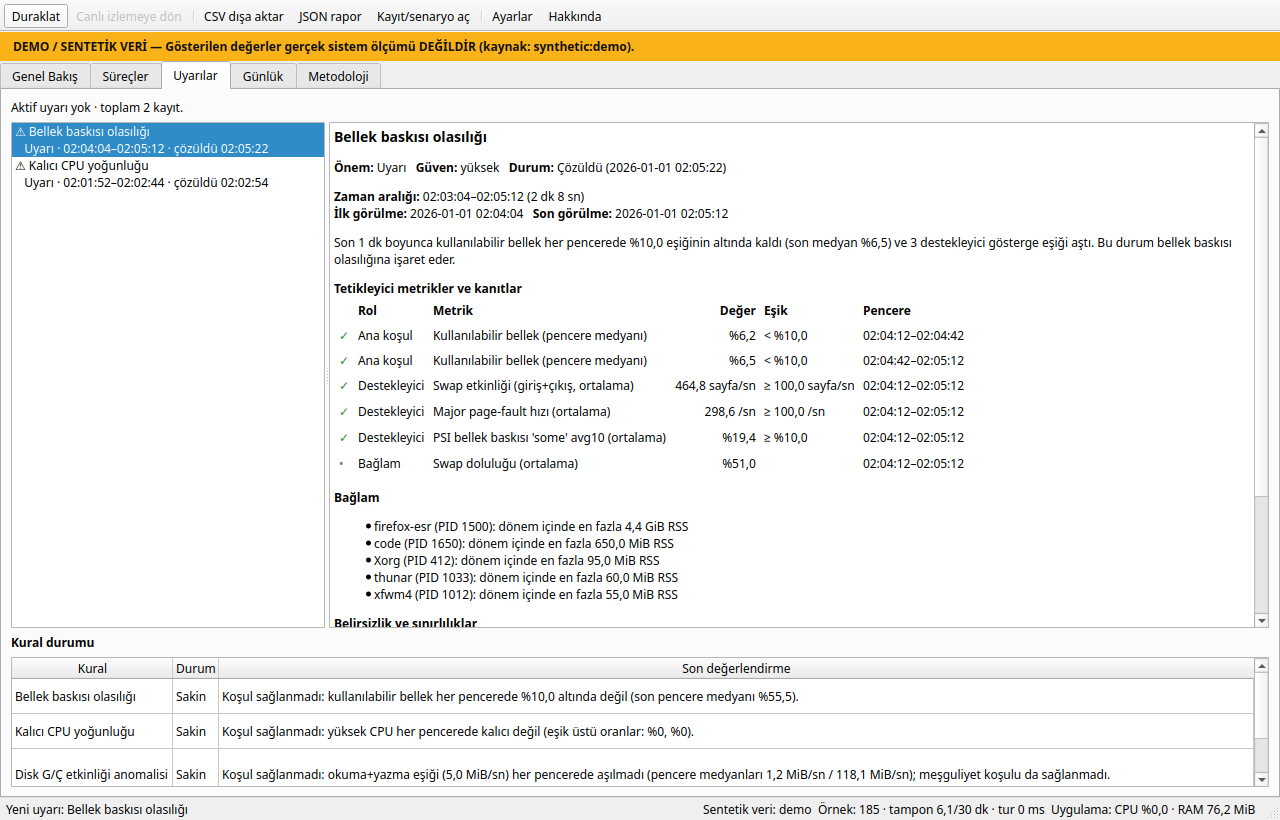 Duraklat Canlı izlemeye dön CSV dışa aktar JSON rapor Kayıt/senaryo aç Ayarlar Hakkında
DEMO / SENTETİK VERİ — Gösterilen değerler gerçek sistem ölçümü DEĞİLDİR (kaynak: synthetic:demo).
Genel Bakış Süreçler Uyarılar Günlük Metodoloji
Aktif uyarı yok · toplam 2 kayıt.
⚠ Bellek baskısı olasılığı
Uyarı · 02:04:04–02:05:12 · çözüldü 02:05:22
⚠ Kalıcı CPU yoğunluğu
Uyarı · 02:01:52–02:02:44 · çözüldü 02:02:54
Bellek baskısı olasılığı
Önem: Uyarı Güven: yüksek Durum: Çözüldü (2026-01-01 02:05:22)
Zaman aralığı: 02:03:04–02:05:12 (2 dk 8 sn)
İlk görülme: 2026-01-01 02:04:04 Son görülme: 2026-01-01 02:05:12
Son 1 dk boyunca kullanılabilir bellek her pencerede %10,0 eşiğinin altında kaldı (son medyan %6,5) ve 3 destekleyici gösterge eşiği aştı. Bu durum bellek baskısı
olasılığına işaret eder.
Tetikleyici metrikler ve kanıtlar
Rol Metrik Değer Eşik Pencere
✓ Ana koşul Kullanılabilir bellek (pencere medyanı) %6,2 < %10,0 02:04:12–02:04:42
✓ Ana koşul Kullanılabilir bellek (pencere medyanı) %6,5 < %10,0 02:04:42–02:05:12
✓ Destekleyici Swap etkinliği (giriş+çıkış, ortalama) 464,8 sayfa/sn ≥ 100,0 sayfa/sn 02:04:12–02:05:12
✓ Destekleyici Major page-fault hızı (ortalama) 298,6 /sn ≥ 100,0 /sn 02:04:12–02:05:12
✓ Destekleyici PSI bellek baskısı 'some' avg10 (ortalama) %19,4 ≥ %10,0 02:04:12–02:05:12
• Bağlam Swap doluluğu (ortalama) %51,0 02:04:12–02:05:12
Bağlam
● firefox-esr (PID 1500): dönem içinde en fazla 4,4 GiB RSS
● code (PID 1650): dönem içinde en fazla 650,0 MiB RSS
● Xorg (PID 412): dönem içinde en fazla 95,0 MiB RSS
● thunar (PID 1033): dönem içinde en fazla 60,0 MiB RSS
● xfwm4 (PID 1012): dönem içinde en fazla 55,0 MiB RSS
Belirsizlik ve sınırlılıklar
Kural durumu
Kural Durum Son değerlendirme
Bellek baskısı olasılığı Sakin Koşul sağlanmadı: kullanılabilir bellek her pencerede %10,0 altında değil (son pencere medyanı %55,5).
Kalıcı CPU yoğunluğu Sakin Koşul sağlanmadı: yüksek CPU her pencerede kalıcı değil (eşik üstü oranlar: %0, %0).
Disk G/Ç etkinliği anomalisi Sakin Koşul sağlanmadı: okuma+yazma eşiği (5,0 MiB/sn) her pencerede aşılmadı (pencere medyanları 1,2 MiB/sn / 118,1 MiB/sn); meşguliyet koşulu da sağlanmadı.
Yeni uyarı: Bellek baskısı olasılığı Sentetik veri: demo Örnek: 185 · tampon 6,1/30 dk · tur 0 ms Uygulama: CPU %0,0 · RAM 76,2 MiB